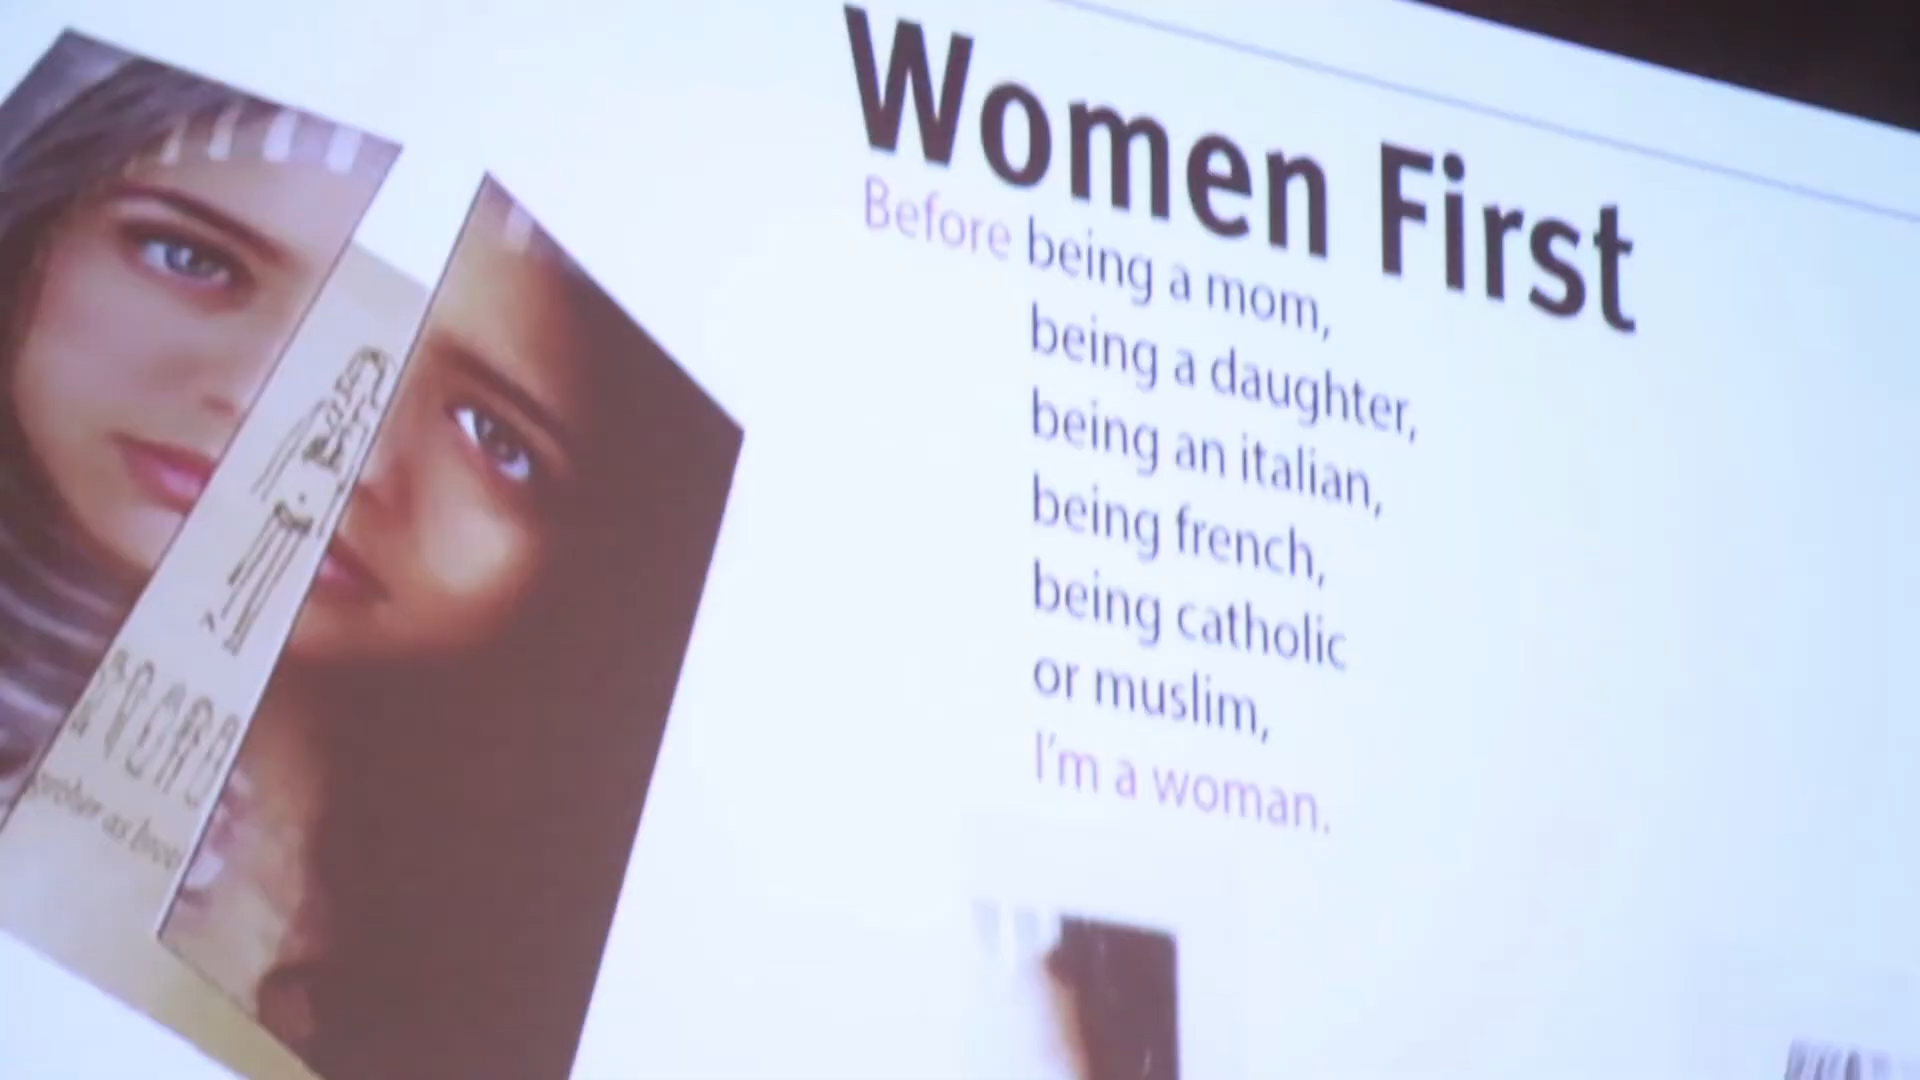 Women First
Before being a mom,
being a daughter,
being an italian,
being french,
being catholic
or muslim,
I'm a woman.